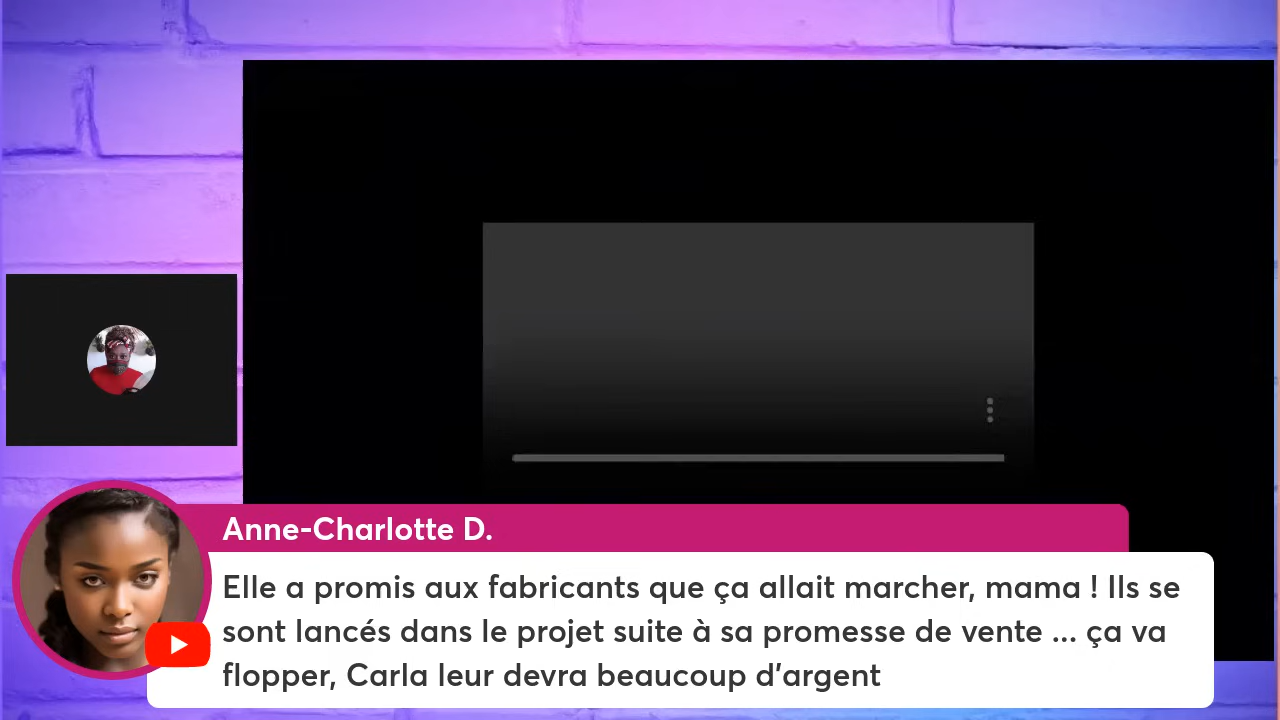 Anne-Charlotte D.
Elle a promis aux fabricants que ça allait marcher, mama ! Ils se
sont lancés dans le projet suite à sa promesse de vente ... ça va
flopper, Carla leur devra beaucoup d'argent